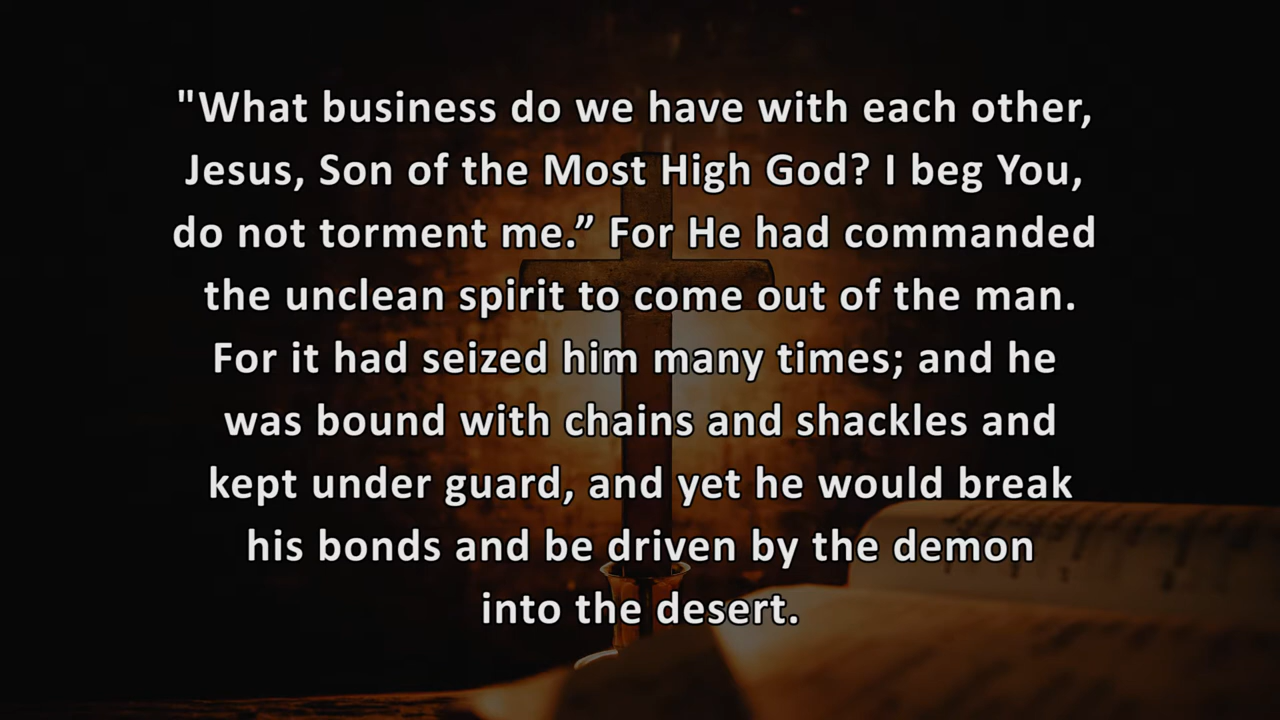 "What business do we have with each other,
Jesus, Son of the Most High God? I beg You,
do not torment me.” For He had commanded
the unclean spirit to come out of the man.
For it had seized him many times; and he
was bound with chains and shackles and
kept under guard, and yet he would break
his bonds and be driven by the demon
into the desert.